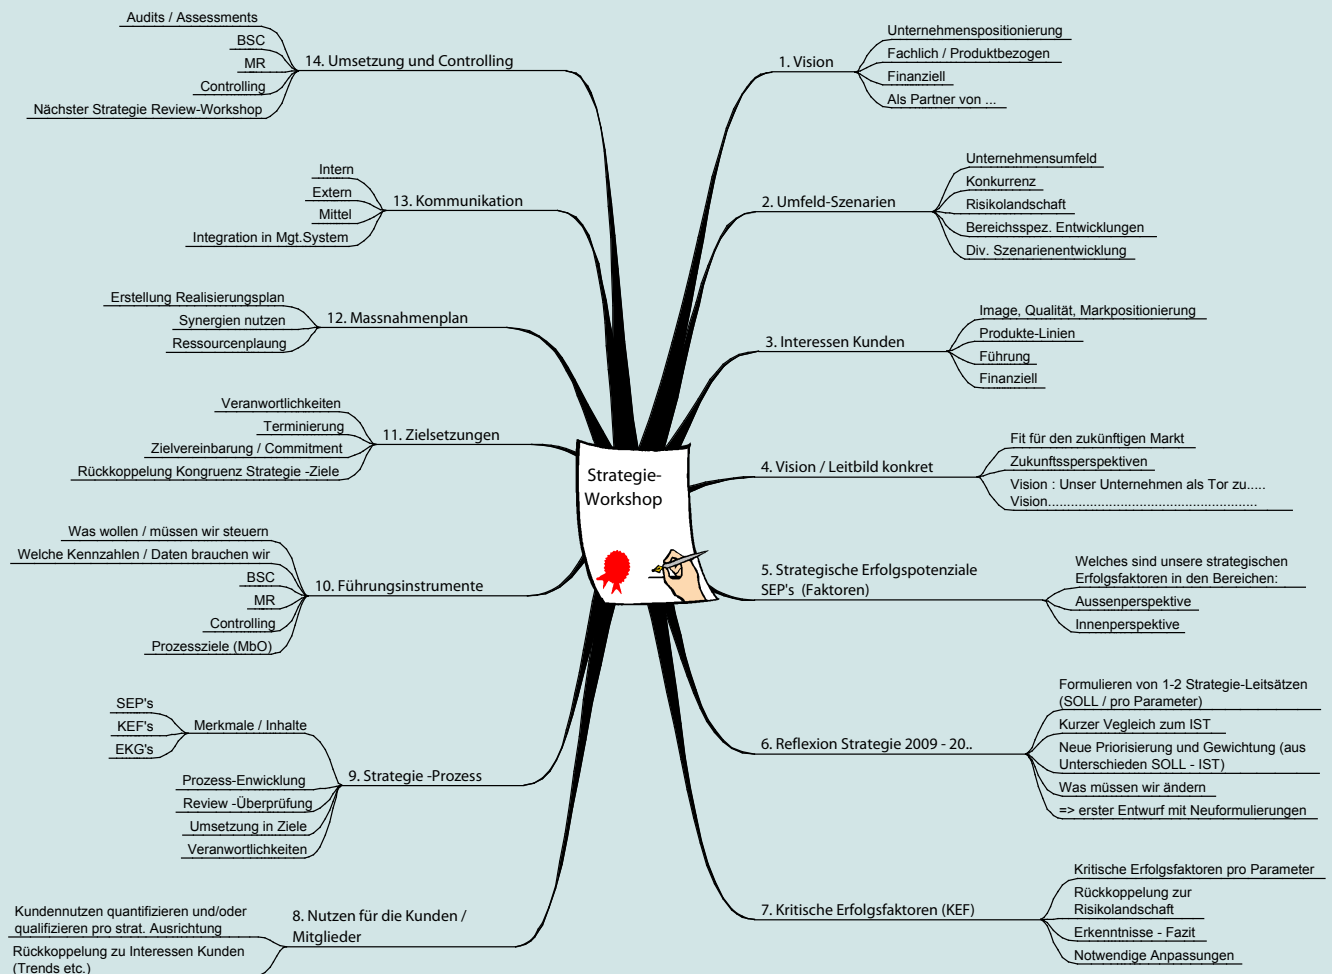 Strategie-
Workshop
1. Vision
Unternehmenspositionierung
Fachlich / Produktbezogen
Finanziell
Als Partner von ...
2. Umfeld-Szenarien
Unternehmensumfeld
Konkurrenz
Risikolandschaft
Bereichsspez. Entwicklungen
Div. Szenarienentwicklung
3. Interessen Kunden
Image, Qualität, Markpositionierung
Produkte-Linien
Führung
Finanziell
4. Vision / Leitbild konkret
Fit für den zukünftigen Markt
Zukunftsperspektiven
Vision : Unser Unternehmen als Tor zu.....
Vision.......................................................
5. Strategische Erfolgspotenziale
SEP's (Faktoren)
Welches sind unsere strategischen
Erfolgsfaktoren in den Bereichen:
Aussenperspektive
Innenperspektive
6. Reflexion Strategie 2009 - 20..
Formulieren von 1-2 Strategie-Leitsätzen
(SOLL / pro Parameter)
Kurzer Vegleich zum IST
Neue Priorisierung und Gewichtung (aus
Unterschieden SOLL - IST)
Was müssen wir ändern
=> erster Entwurf mit Neuformulierungen
7. Kritische Erfolgsfaktoren (KEF)
Kritische Erfolgsfaktoren pro Parameter
Rückkoppelung zur
Risikolandschaft
Erkenntnisse - Fazit
Notwendige Anpassungen
8. Nutzen für die Kunden /
Mitglieder
Kundennutzen quantifizieren und/oder
qualifizieren pro strat. Ausrichtung
Rückkoppelung zu Interessen Kunden
(Trends etc.)
9. Strategie -Prozess
Merkmale / Inhalte
SEP's
KEF's
EKG's
Prozess-Enwicklung
Review -Überprüfung
Umsetzung in Ziele
Veranwortlichkeiten
10. Führungsinstrumente
Was wollen / müssen wir steuern
Welche Kennzahlen / Daten brauchen wir
BSC
MR
Controlling
Prozessziele (MbO)
11. Zielsetzungen
Veranwortlichkeiten
Terminierung
Zielvereinbarung / Commitment
Rückkoppelung Kongruenz Strategie -Ziele
12. Massnahmenplan
Erstellung Realisierungsplan
Synergien nutzen
Ressourcenplaung
13. Kommunikation
Intern
Extern
Mittel
Integration in Mgt.System
14. Umsetzung und Controlling
Audits / Assessments
BSC
MR
Controlling
Nächster Strategie Review-Workshop